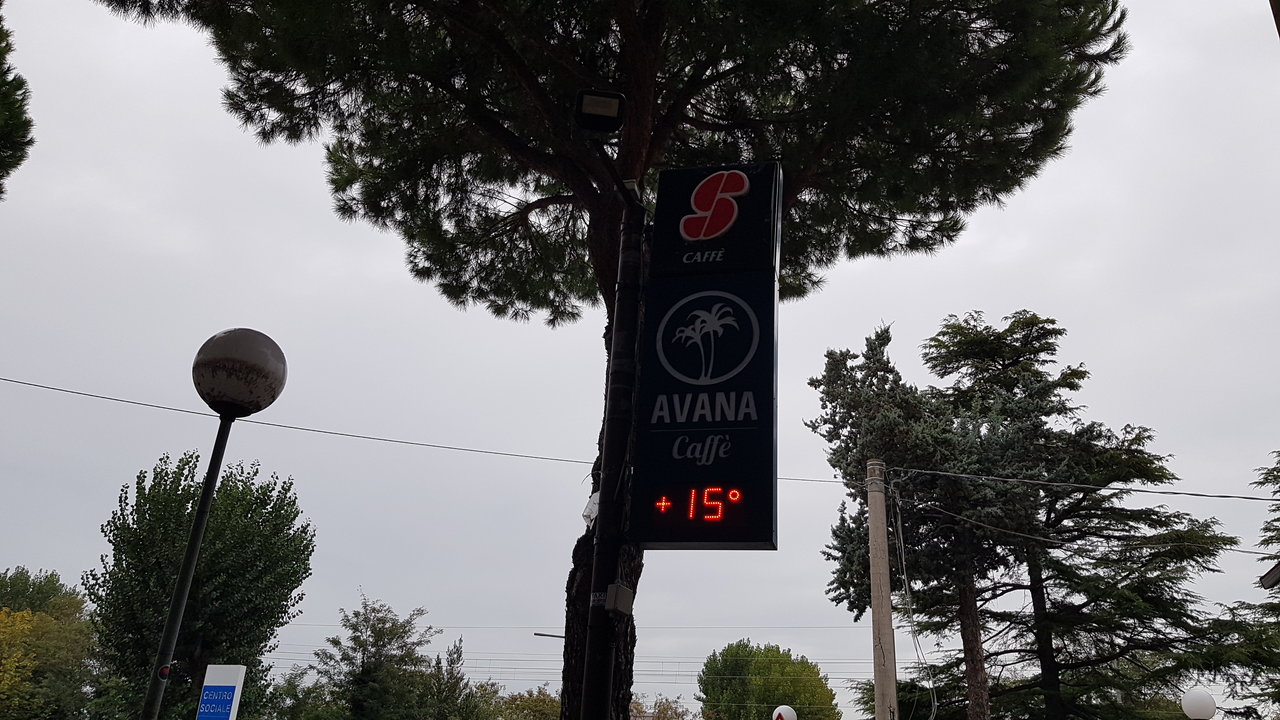 S
CAFFÈ
AVANA
Caffè
+15°
CENTRO
SOCIALE